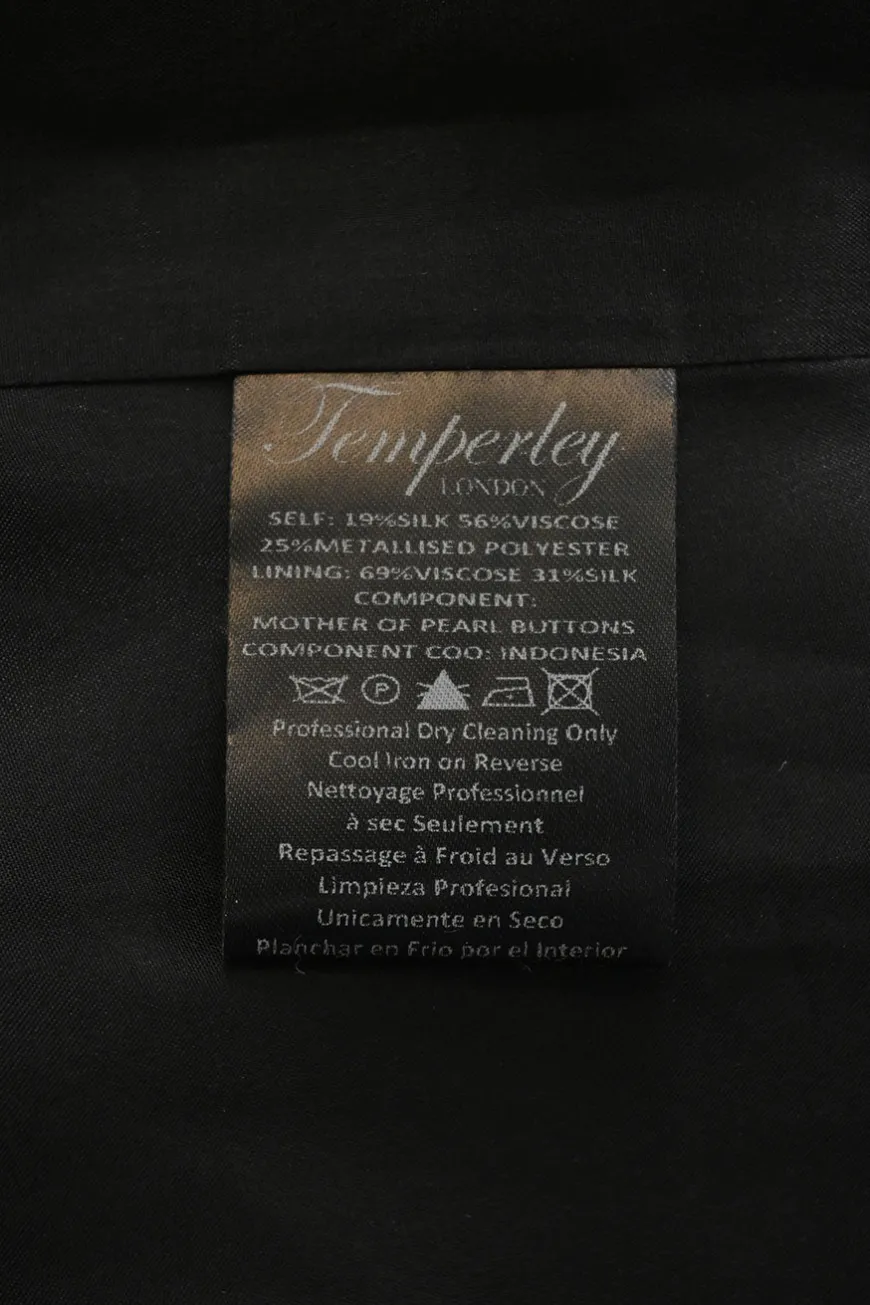 Temperley
LONDON
SELF: 19%SILK 56%VISCOSE
25%METALLISED POLYESTER
LINING: 69%VISCOSE 31%SILK
COMPONENT:
MOTHER OF PEARL BUTTONS
COMPONENT COO: INDONESIA
P
Professional Dry Cleaning Only
Cool Iron on Reverse
Nettoyage Professionnel
à sec Seulement
Repassage à Froid au Verso
Limpieza Profesional
Unicamente en Seco
Planchar en Frio por el Interior